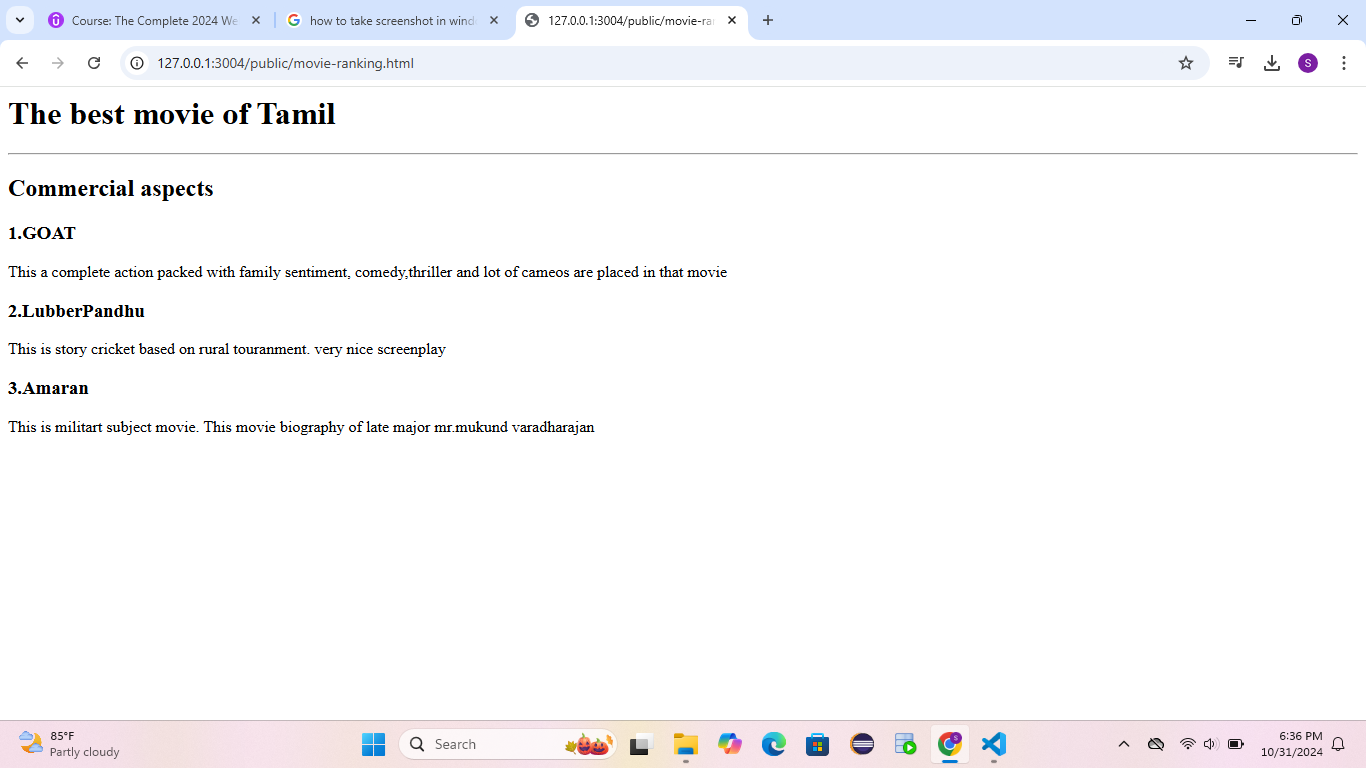 Course: The Complete 2024 We
how to take screenshot in wind
127.0.0.1:3004/public/movie-ra
127.0.0.1:3004/public/movie-ranking.html
S
The best movie of Tamil
Commercial aspects
1.GOAT
This a complete action packed with family sentiment, comedy,thriller and lot of cameos are placed in that movie
2.LubberPandhu
This is story cricket based on rural touranment. very nice screenplay
3.Amaran
This is militart subject movie. This movie biography of late major mr.mukund varadharajan
85°F
Partly cloudy
Search
6:36 PM
10/31/2024